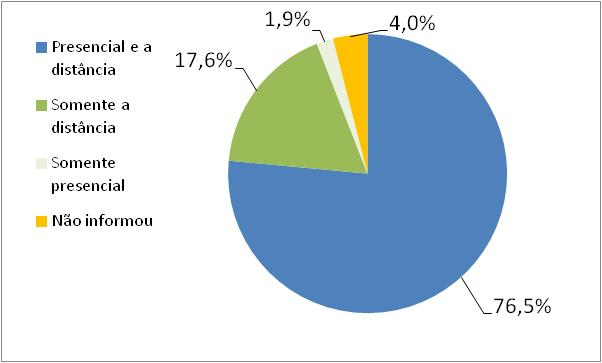 1,9%
4,0%
17,6%
Presencial e a
distância
Somente a
distância
Somente
presencial
Não informou
76,5%